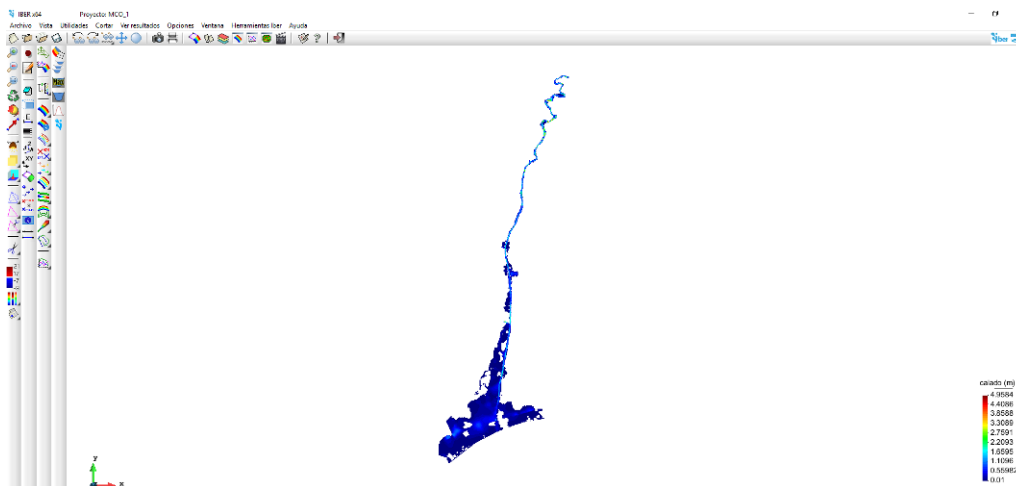 IBER x64 Proyecto: MCO_1
Archivo Vista Utilidades Cortar Ver resultados Opciones Ventana Herramientas Iber Ayuda
Iber
calado (m)
4.9584
4.4086
3.8588
3.3089
2.7591
2.2093
1.6595
1.1096
0.55982
0.01
y
x